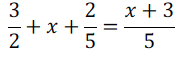 3/2 + x + 2/5 = (x + 3)/5